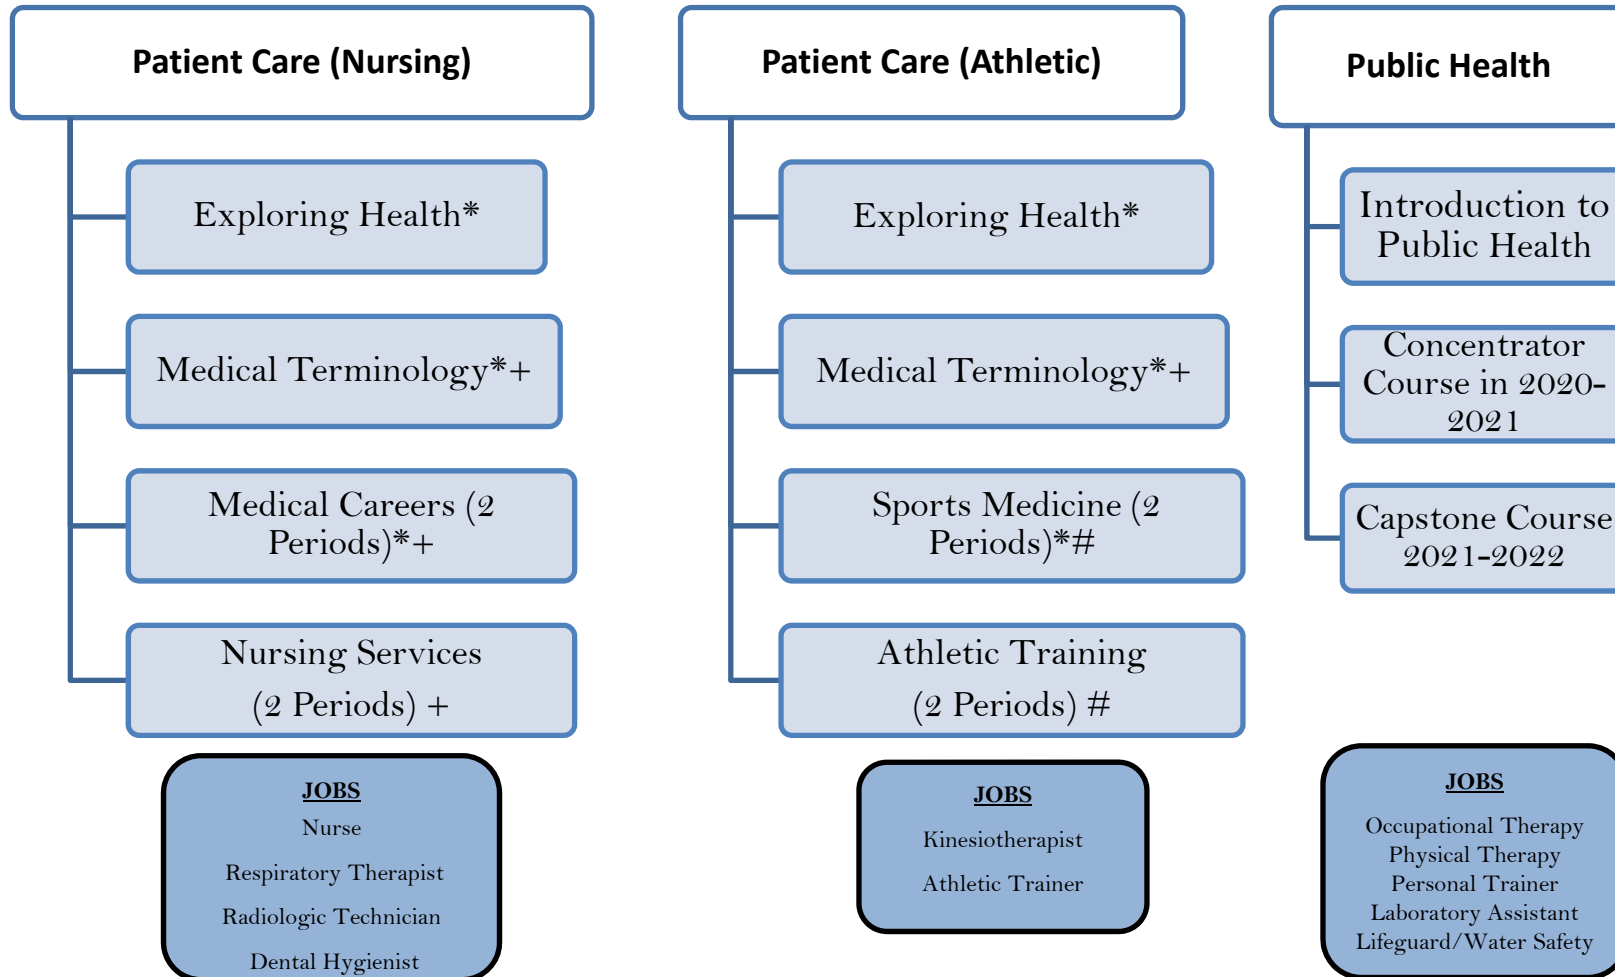 Patient Care (Nursing)
Exploring Health*
Medical Terminology*+
Medical Careers (2
Periods)*+
Nursing Services
(2 Periods) +
JOBS
Nurse
Respiratory Therapist
Radiologic Technician
Dental Hygienist
Patient Care (Athletic)
Exploring Health*
Medical Terminology*+
Sports Medicine (2
Periods)*#
Athletic Training
(2 Periods) #
JOBS
Kinesiotherapist
Athletic Trainer
Public Health
Introduction to
Public Health
Concentrator
Course in 2020-
2021
Capstone Course
2021-2022
JOBS
Occupational Therapy
Physical Therapy
Personal Trainer
Laboratory Assistant
Lifeguard/Water Safety